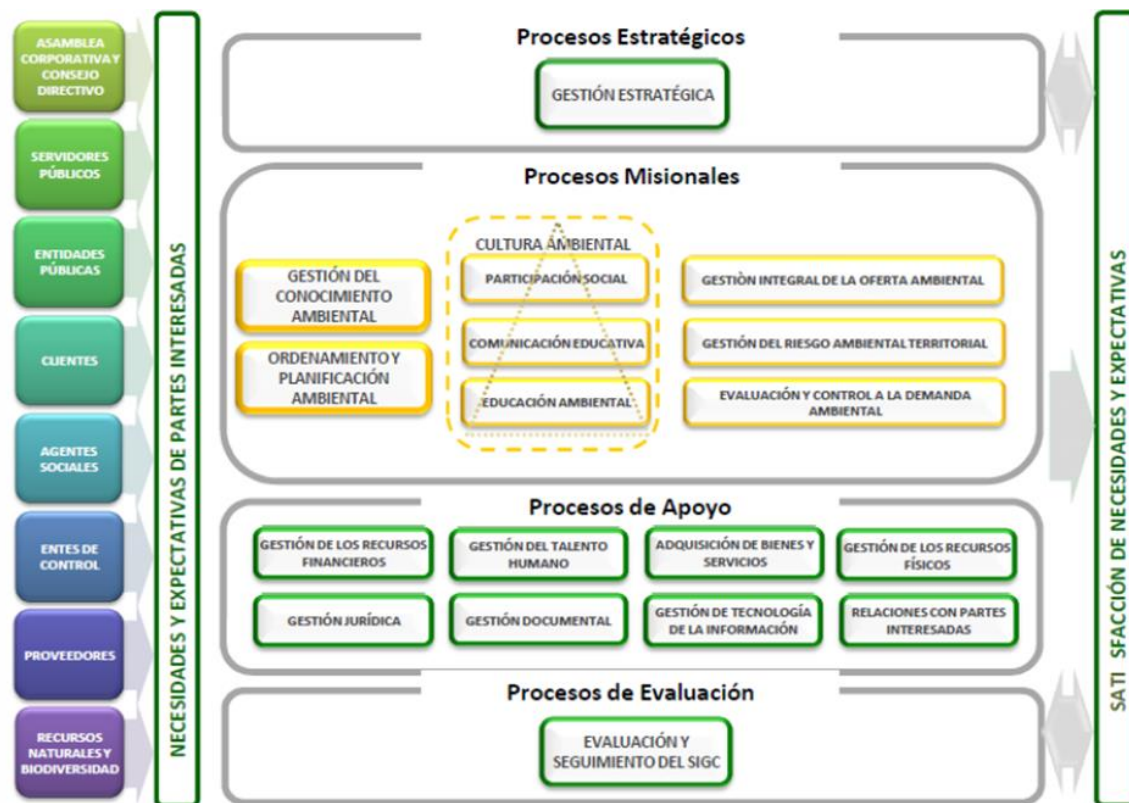 ASAMBLEA
CORPORATIVA Y
CONSEJO
DIRECTIVO
SERVIDORES
PÚBLICOS
ENTIDADES
PÚBLICAS
CLIENTES
AGENTES
SOCIALES
ENTES DE
CONTROL
PROVEEDORES
RECURSOS
NATURALES Y
BIODIVERSIDAD
NECESIDADES Y EXPECTATIVAS DE PARTES INTERESADAS
Procesos Estratégicos
GESTIÓN ESTRATÉGICA
Procesos Misionales
GESTIÓN DEL
CONOCIMIENTO
AMBIENTAL
ORDENAMIENTO Y
PLANIFICACIÓN
AMBIENTAL
CULTURA AMBIENTAL
PARTICIPACIÓN SOCIAL
COMUNICACIÓN EDUCATIVA
EDUCACIÓN AMBIENTAL
GESTIÒN INTEGRAL DE LA OFERTA AMBIENTAL
GESTIÓN DEL RIESGO AMBIENTAL TERRITORIAL
EVALUACIÓN Y CONTROL A LA DEMANDA
AMBIENTAL
Procesos de Apoyo
GESTIÓN DE LOS RECURSOS
FINANCIEROS
GESTIÓN DEL TALENTO
HUMANO
ADQUISICIÓN DE BIENES Y
SERVICIOS
GESTIÓN DE LOS RECURSOS
FÍSICOS
GESTIÓN JURÍDICA
GESTIÓN DOCUMENTAL
GESTIÓN DE TECNOLOGÍA
DE LA INFORMACIÓN
RELACIONES CON PARTES
INTERESADAS
Procesos de Evaluación
EVALUACIÓN Y
SEGUIMIENTO DEL SIGC
SATI SFACCIÓN DE NECESIDADES Y EXPECTATIVAS